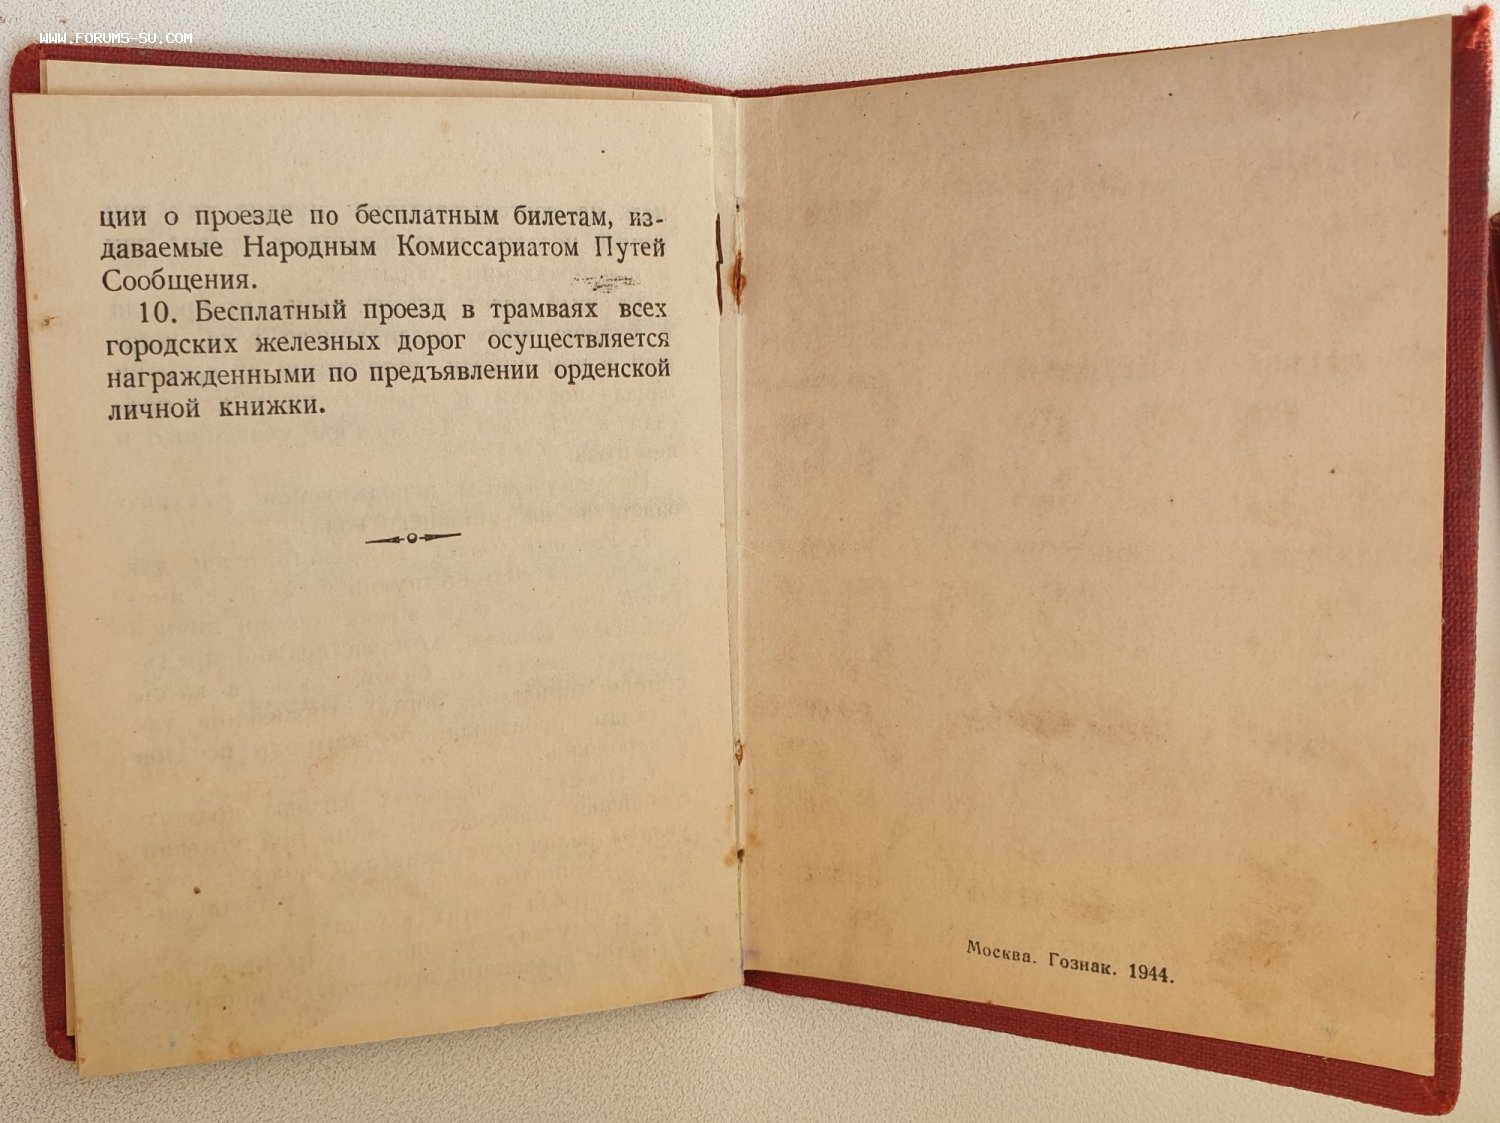 WWW.FORUMS-SU.COM
ции о проезде по бесплатным билетам, из-
даваемые Народным Комиссариатом Путей
Сообщения.
10. Бесплатный проезд в трамваях всех
городских железных дорог осуществляется
награжденными по предъявлении орденской
личной книжки.
Москва. Гознак. 1944.